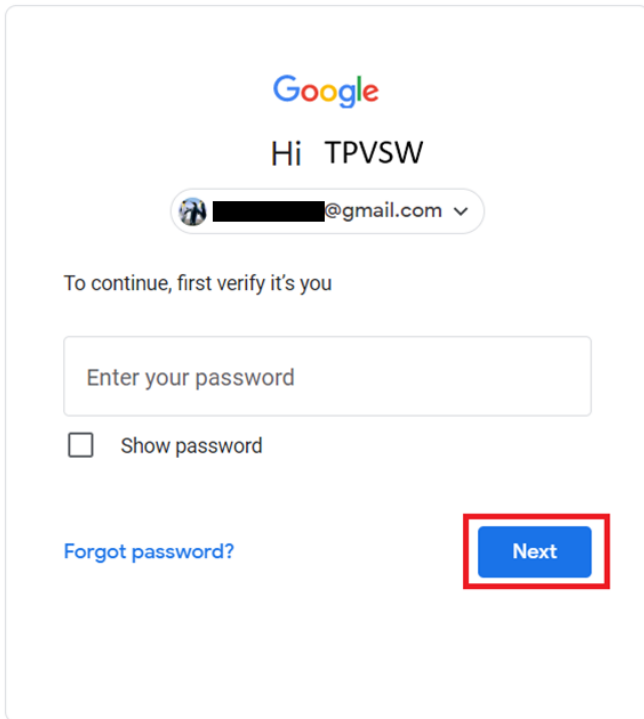 Google
Hi TPVSW
@gmail.com
To continue, first verify it's you
Enter your password
Show password
Forgot password?
Next